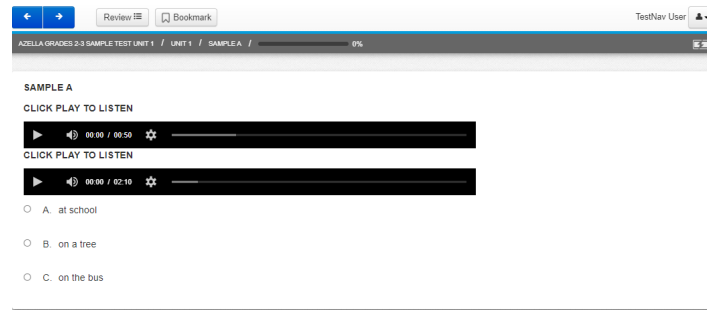 Review
Bookmark
TestNav User
AZELLA GRADES 2-3 SAMPLE TEST UNIT 1 / UNIT 1 / SAMPLE A / 0%
SAMPLE A
CLICK PLAY TO LISTEN
00:00 / 00:50
CLICK PLAY TO LISTEN
00:00 / 02:10
A. at school
B. on a tree
C. on the bus